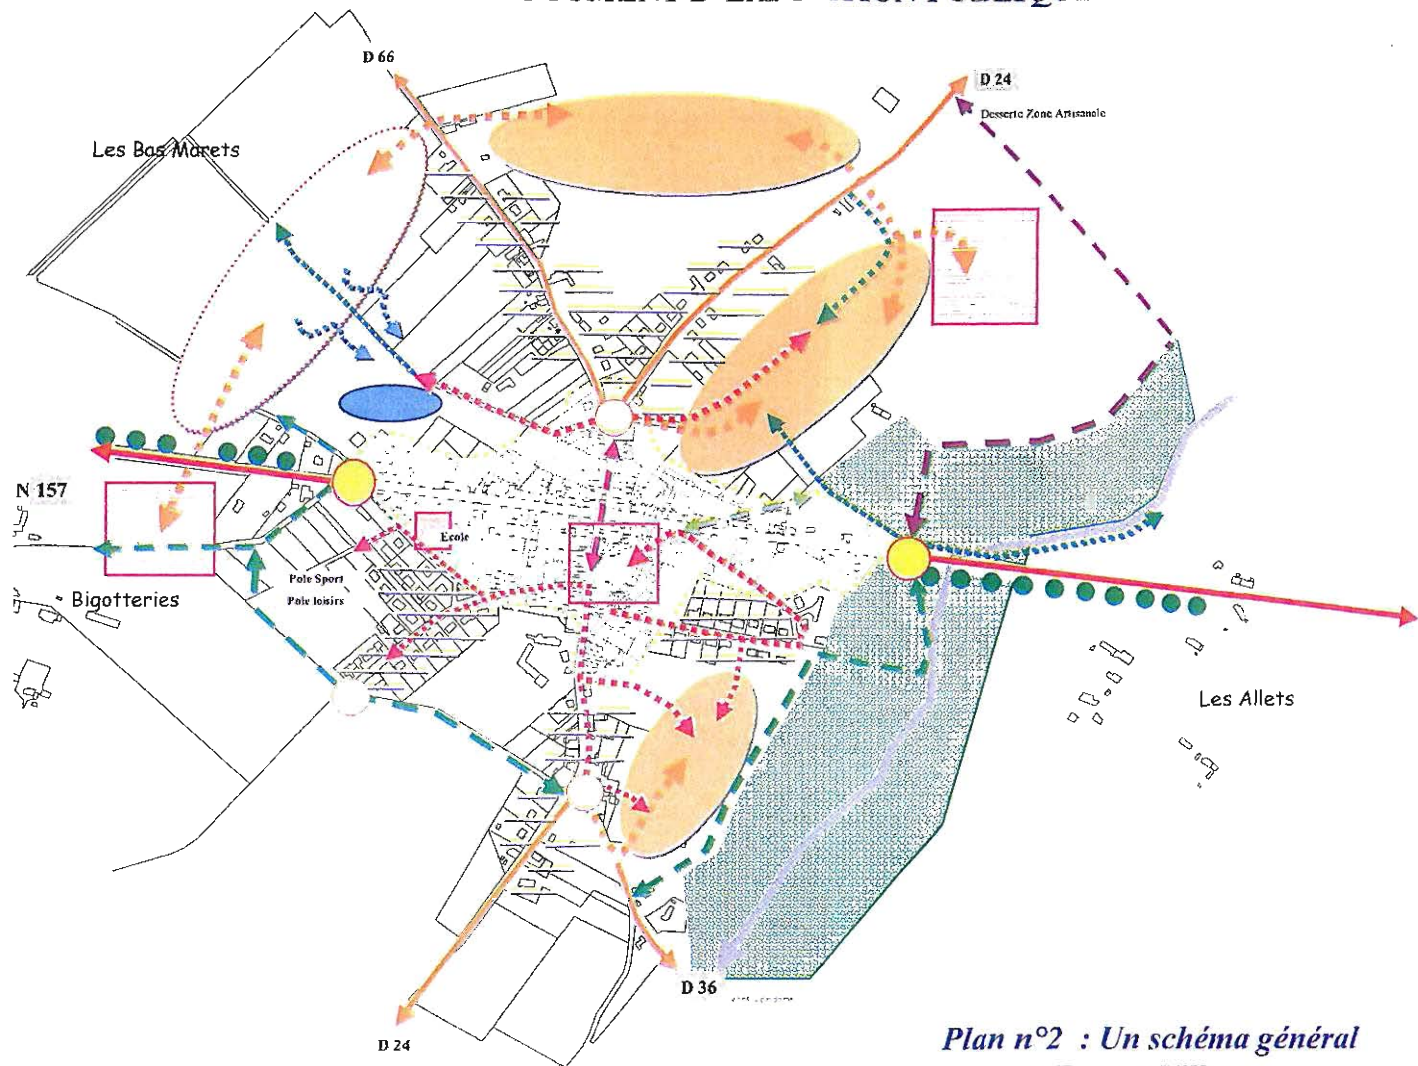 D 66
D 24
Desserte Zone Artisanale
Les Bas Marets
N 157
Ecole
Pole Sport
Pole loisirs
Bigotteries
Les Allets
D 36
D 24
Plan n°2 : Un schéma général